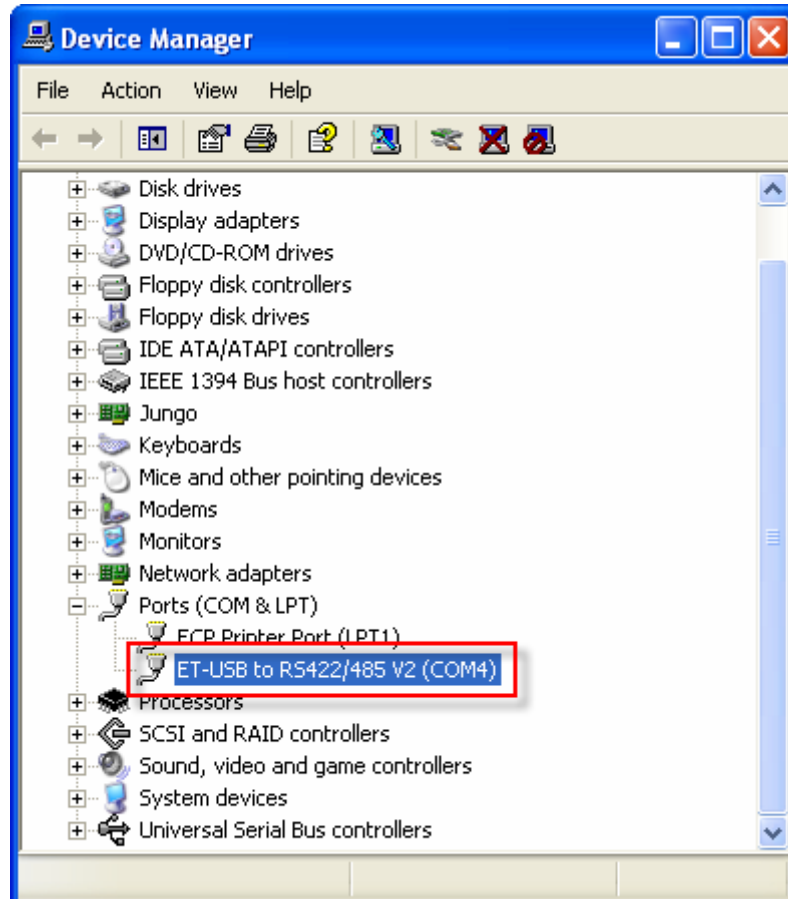 Device Manager
File Action View Help
Disk drives
Display adapters
DVD/CD-ROM drives
Floppy disk controllers
Floppy disk drives
IDE ATA/ATAPI controllers
IEEE 1394 Bus host controllers
Jungo
Keyboards
Mice and other pointing devices
Modems
Monitors
Network adapters
Ports (COM & LPT)
ECP Printer Port (LPT1)
ET-USB to RS422/485 V2 (COM4)
Processors
SCSI and RAID controllers
Sound, video and game controllers
System devices
Universal Serial Bus controllers